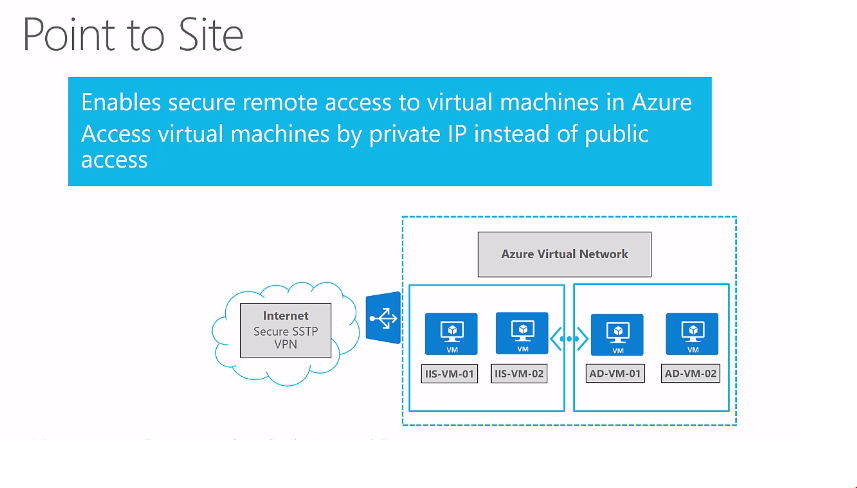 Point to Site
Enables secure remote access to virtual machines in Azure
Access virtual machines by private IP instead of public
access
Azure Virtual Network
Internet
Secure SSTP
VPN
VM
VM
VM
VM
IIS-VM-01
IIS-VM-02
AD-VM-01
AD-VM-02